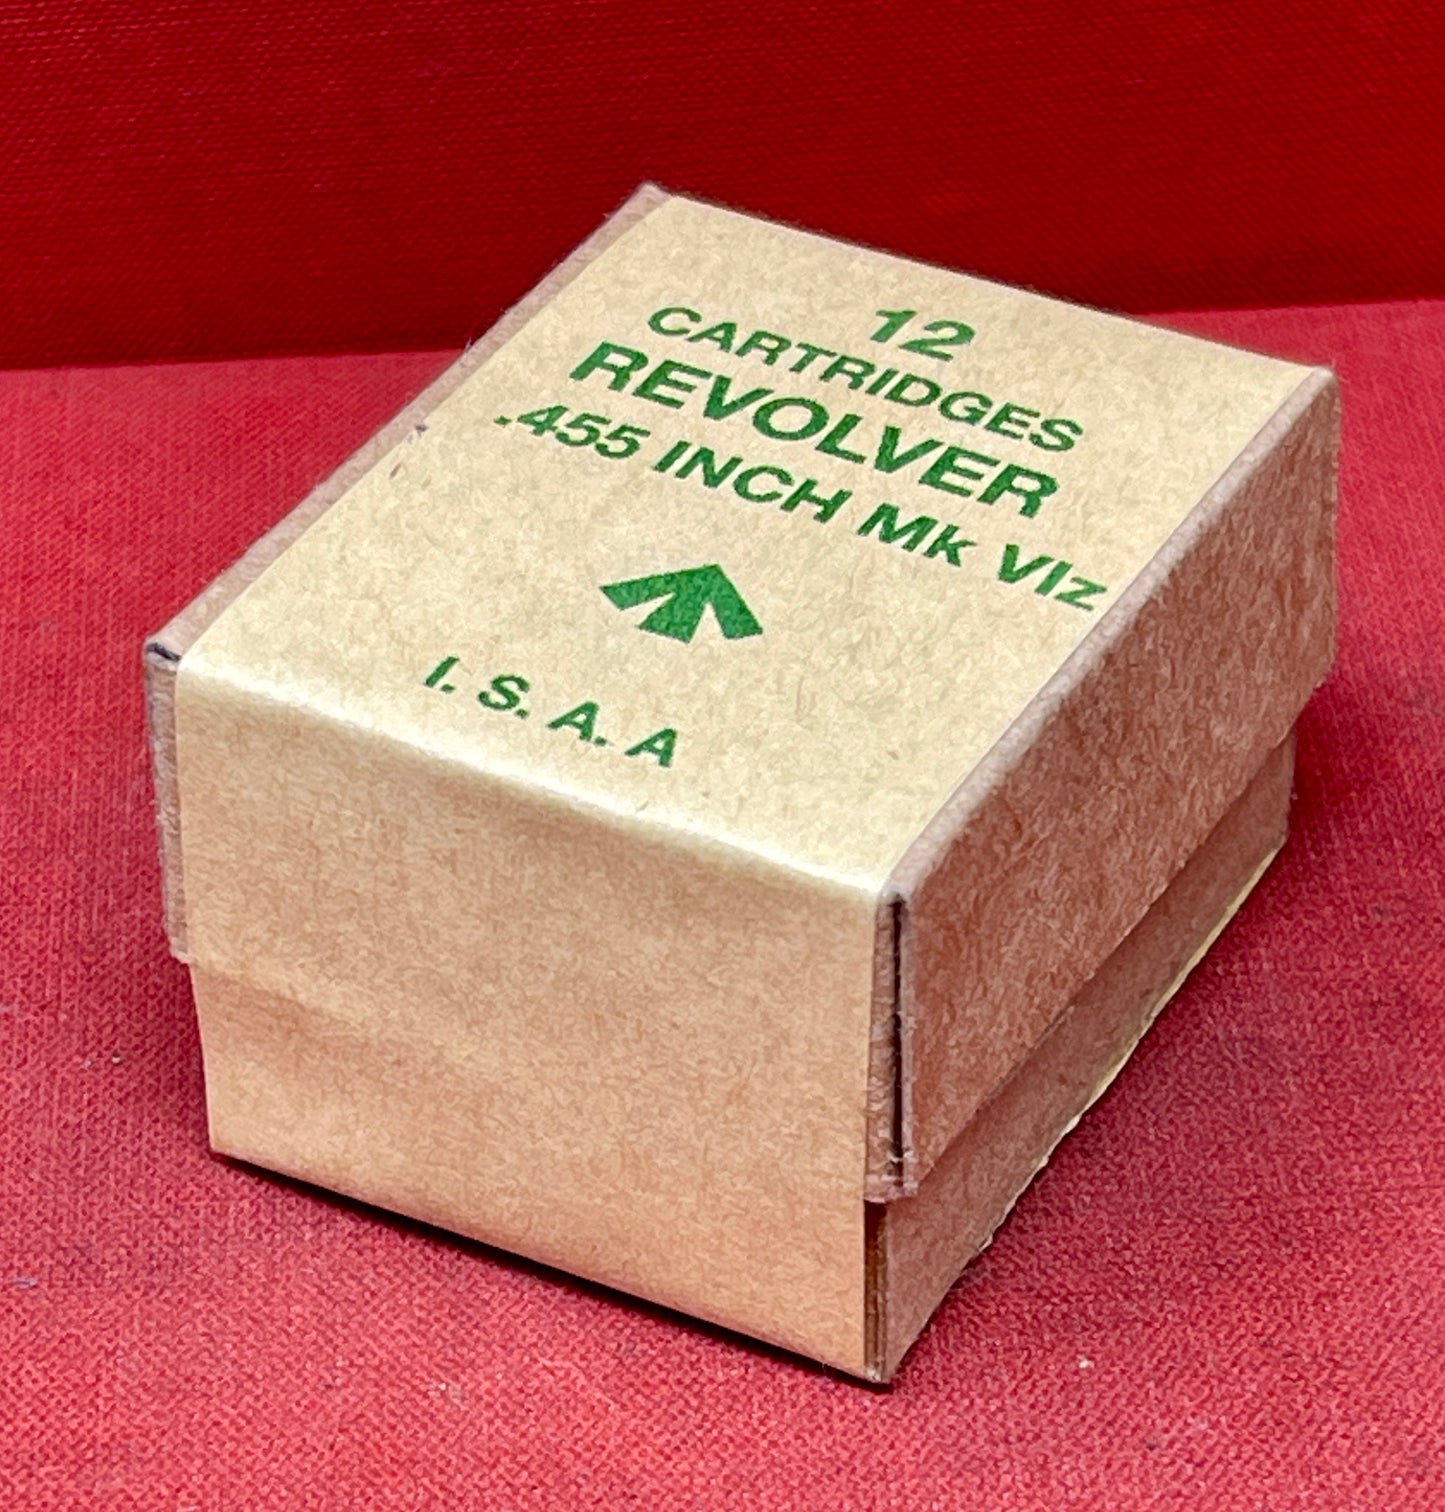 12
CARTRIDGES
REVOLVER
.455 INCH Mk VIz
I. S. A. A